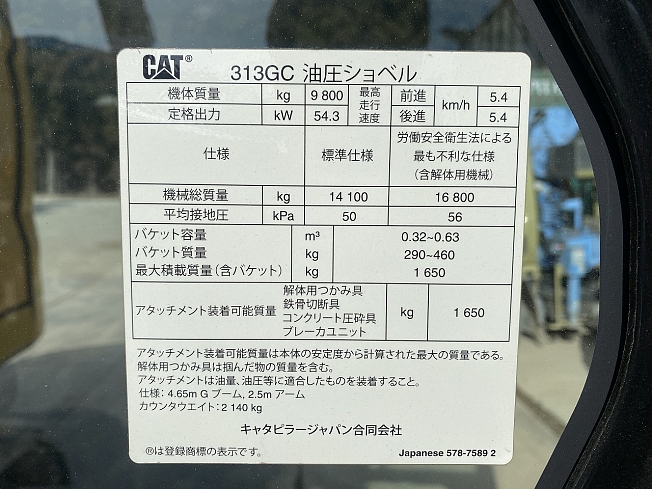 CAT® 313GC 油圧ショベル
機体質量 kg 9 800 最高走行速度 前進 km/h 5.4
定格出力 kW 54.3 後進 5.4
仕様 標準仕様 労働安全衛生法による最も不利な仕様(含解体用機械)
機械総質量 kg 14 100 16 800
平均接地圧 kPa 50 56
バケット容量 m³ 0.32~0.63
バケット質量 kg 290~460
最大積載質量(含バケット) kg 1 650
アタッチメント装着可能質量 解体用つかみ具 鉄骨切断具 コンクリート圧砕具 ブレーカユニット kg 1 650
アタッチメント装着可能質量は本体の安定度から計算された最大の質量である。
解体用つかみ具は掴んだ物の質量を含む。
アタッチメントは油量、油圧等に適合したものを装着すること。
仕様: 4.65m G ブーム, 2.5m アーム
カウンタウエイト: 2 140 kg
キャタピラージャパン合同会社
®は登録商標の表示です。 Japanese 578-7589 2